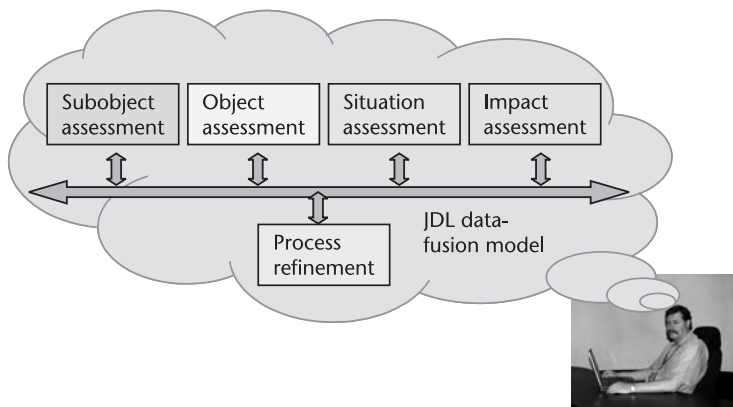 Subobject
assessment
Object
assessment
Situation
assessment
Impact
assessment
Process
refinement
JDL data-
fusion model